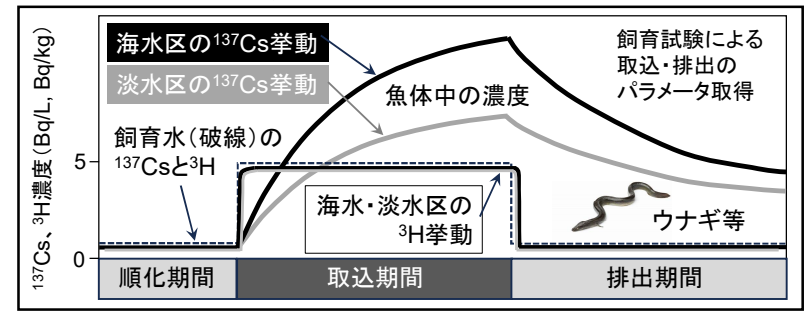 ¹³⁷Cs、³H濃度(Bq/L, Bq/kg)
5
0
海水区の¹³⁷Cs挙動
淡水区の¹³⁷Cs挙動
飼育水(破線)の
¹³⁷Csと³H
魚体中の濃度
飼育試験による
取込・排出の
パラメータ取得
海水・淡水区の
³H挙動
ウナギ等
順化期間
取込期間
排出期間